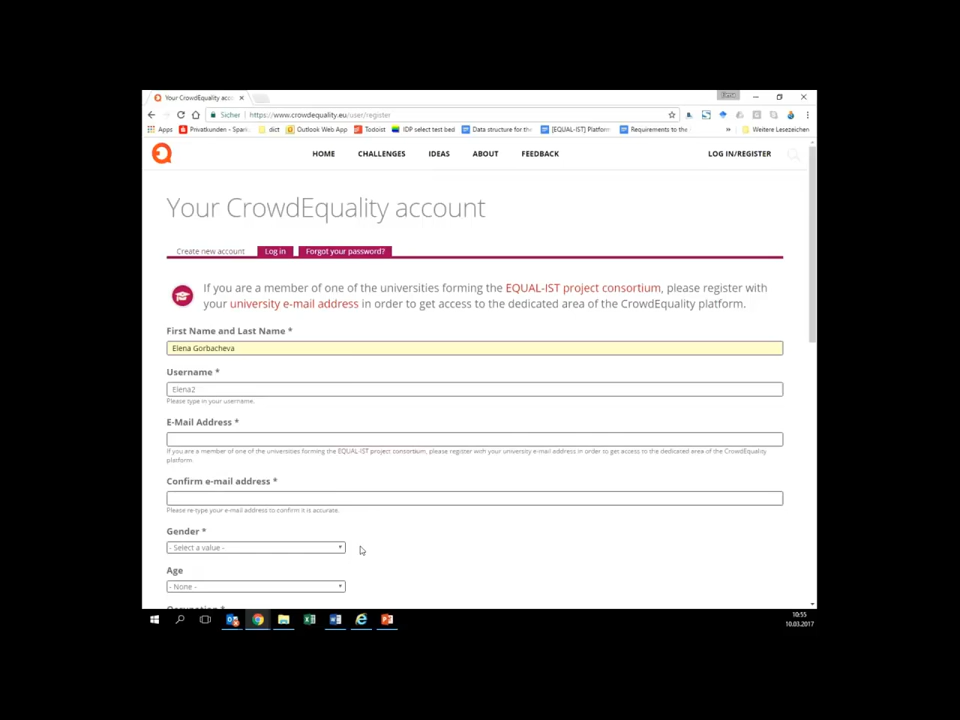 Your CrowdEquality acc
Elena
Sicher
https://www.crowdequality.eu/user/register
Apps
Privatkunden - Spani
dict
Outlook Web App
Todoist
IDP select test bed
Data structure for the
[EQUAL-IST] Platform
Requirements to the
»
Weitere Lesezeichen
HOME
CHALLENGES
IDEAS
ABOUT
FEEDBACK
LOG IN/REGISTER
Your CrowdEquality account
Create new account
Log in
Forgot your password?
If you are a member of one of the universities forming the EQUAL-IST project consortium, please register with
your university e-mail address in order to get access to the dedicated area of the CrowdEquality platform.
First Name and Last Name *
Elena Gorbacheva
Username *
Elena2
Please type in your username.
E-Mail Address *
If you are a member of one of the universities forming the EQUAL-IST project consortium, please register with your university e-mail address in order to get access to the dedicated area of the CrowdEquality
platform.
Confirm e-mail address *
Please re-type your e-mail address to confirm it is accurate.
Gender *
- Select a value -
Age
- None -
Occupation *
10:55
10.03.2017